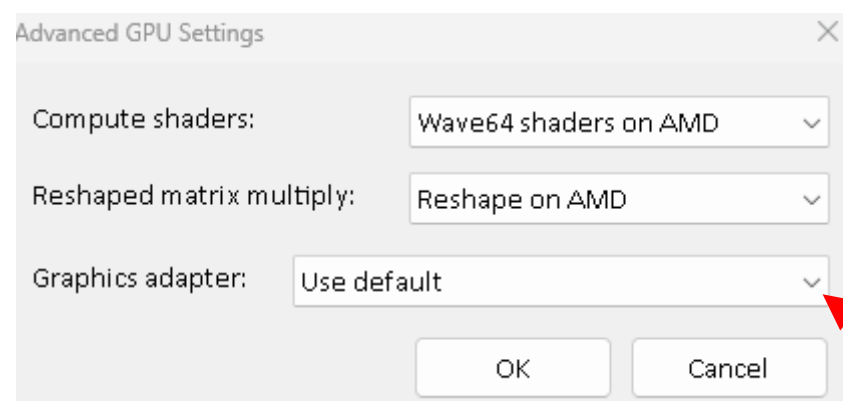 Advanced GPU Settings
Compute shaders: Wave64 shaders on AMD
Reshaped matrix multiply: Reshape on AMD
Graphics adapter: Use default
OK Cancel